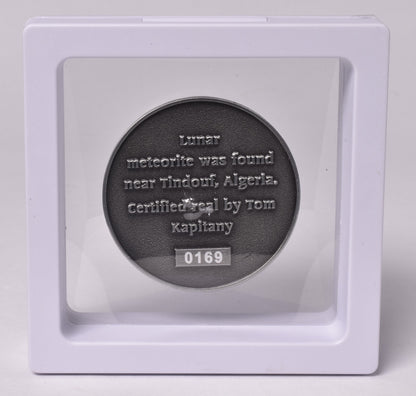 Lunar
meteorite was found
near Tindouf, Algeria.
Certified real by Tom
Kapitany
0169